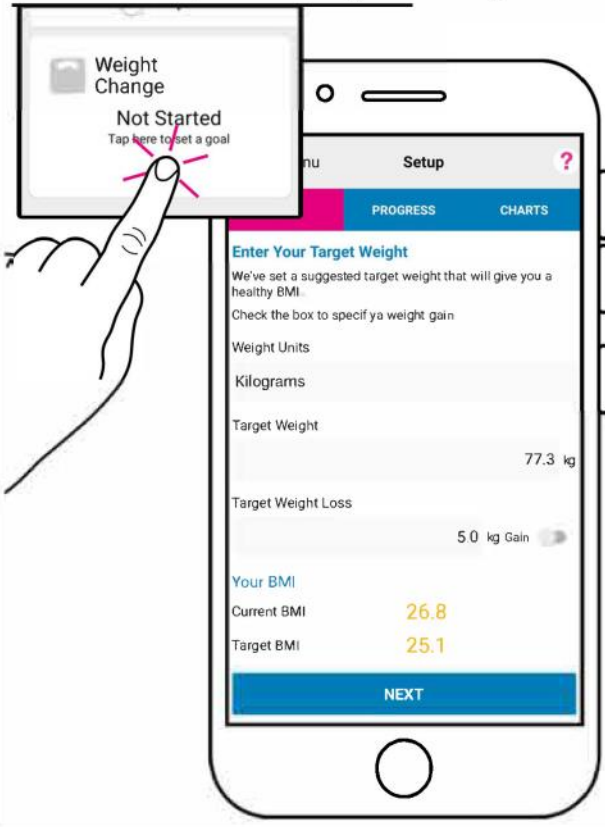 Weight
Change
Not Started
Tap here to set a goal
nu Setup ?
PROGRESS CHARTS
Enter Your Target Weight
We've set a suggested target weight that will give you a
healthy BMI.
Check the box to specif ya weight gain
Weight Units
Kilograms
Target Weight
77.3 kg
Target Weight Loss
5 0 kg Gain
Your BMI
Current BMI 26.8
Target BMI 25.1
NEXT